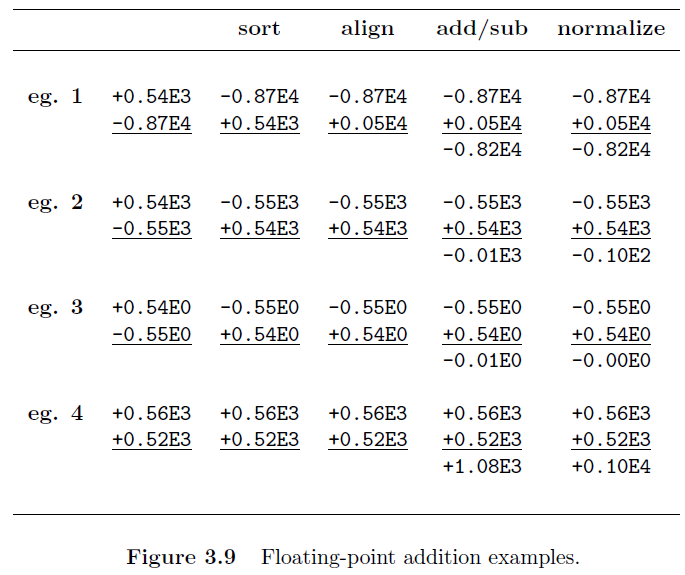 sort align add/sub normalize
eg. 1 +0.54E3 -0.87E4 -0.87E4 -0.87E4 -0.87E4
-0.87E4 +0.54E3 +0.05E4 +0.05E4 +0.05E4
-0.82E4 -0.82E4
eg. 2 +0.54E3 -0.55E3 -0.55E3 -0.55E3 -0.55E3
-0.55E3 +0.54E3 +0.54E3 +0.54E3 +0.54E3
-0.01E3 -0.10E2
eg. 3 +0.54E0 -0.55E0 -0.55E0 -0.55E0 -0.55E0
-0.55E0 +0.54E0 +0.54E0 +0.54E0 +0.54E0
-0.01E0 -0.00E0
eg. 4 +0.56E3 +0.56E3 +0.56E3 +0.56E3 +0.56E3
+0.52E3 +0.52E3 +0.52E3 +0.52E3 +0.52E3
+1.08E3 +0.10E4
Figure 3.9 Floating-point addition examples.